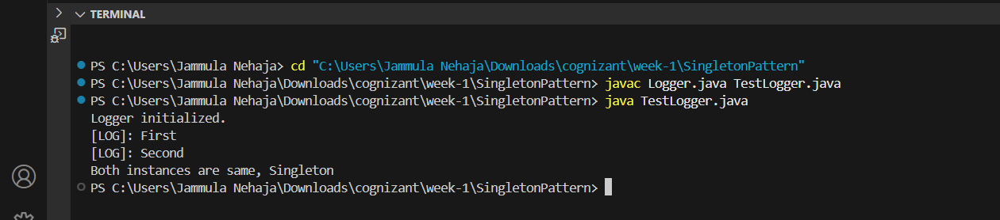 TERMINAL
PS C:\Users\Jammula Nehaja> cd "C:\Users\Jammula Nehaja\Downloads\cognizant\week-1\SingletonPattern"
PS C:\Users\Jammula Nehaja\Downloads\cognizant\week-1\SingletonPattern> javac Logger.java TestLogger.java
PS C:\Users\Jammula Nehaja\Downloads\cognizant\week-1\SingletonPattern> java TestLogger.java
Logger initialized.
[LOG]: First
[LOG]: Second
Both instances are same, Singleton
PS C:\Users\Jammula Nehaja\Downloads\cognizant\week-1\SingletonPattern>